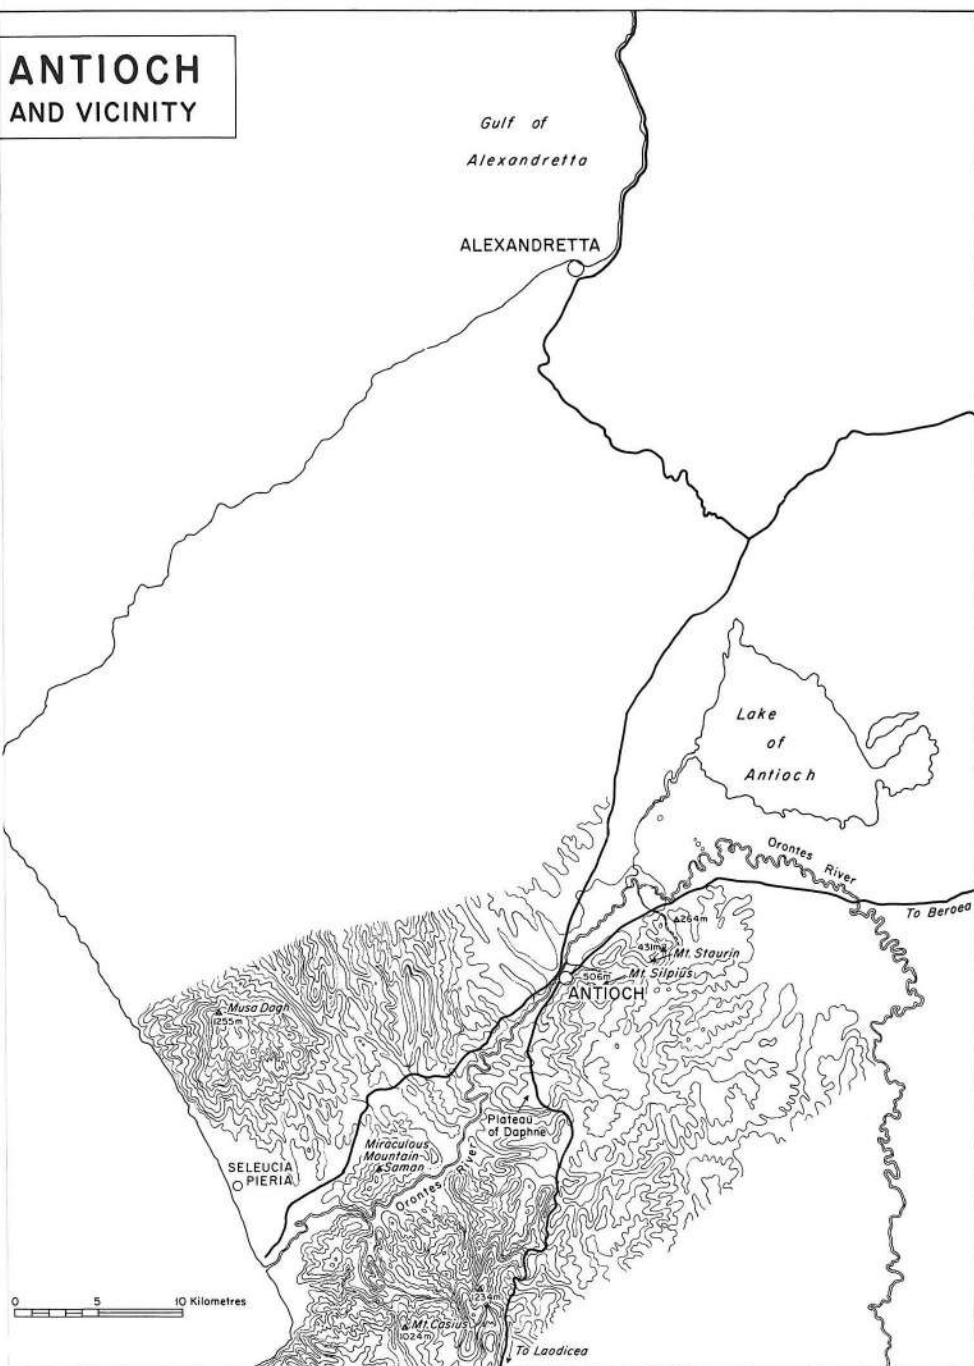 ANTIOCH
AND VICINITY
Gulf of
Alexandretta
ALEXANDRETTA
Lake
of
Antioch
Orontes River
To Beroea
264m
431m
Mt. Staurin
Mt. Silpius
506m
ANTIOCH
Musa Dagh
1255m
Plateau
of Daphne
Miraculous
Mountain
Saman
Orontes River
SELEUCIA
PIERIA
0 5 10 Kilometres
1234m
Mt. Casius
1024m
To Laodicea